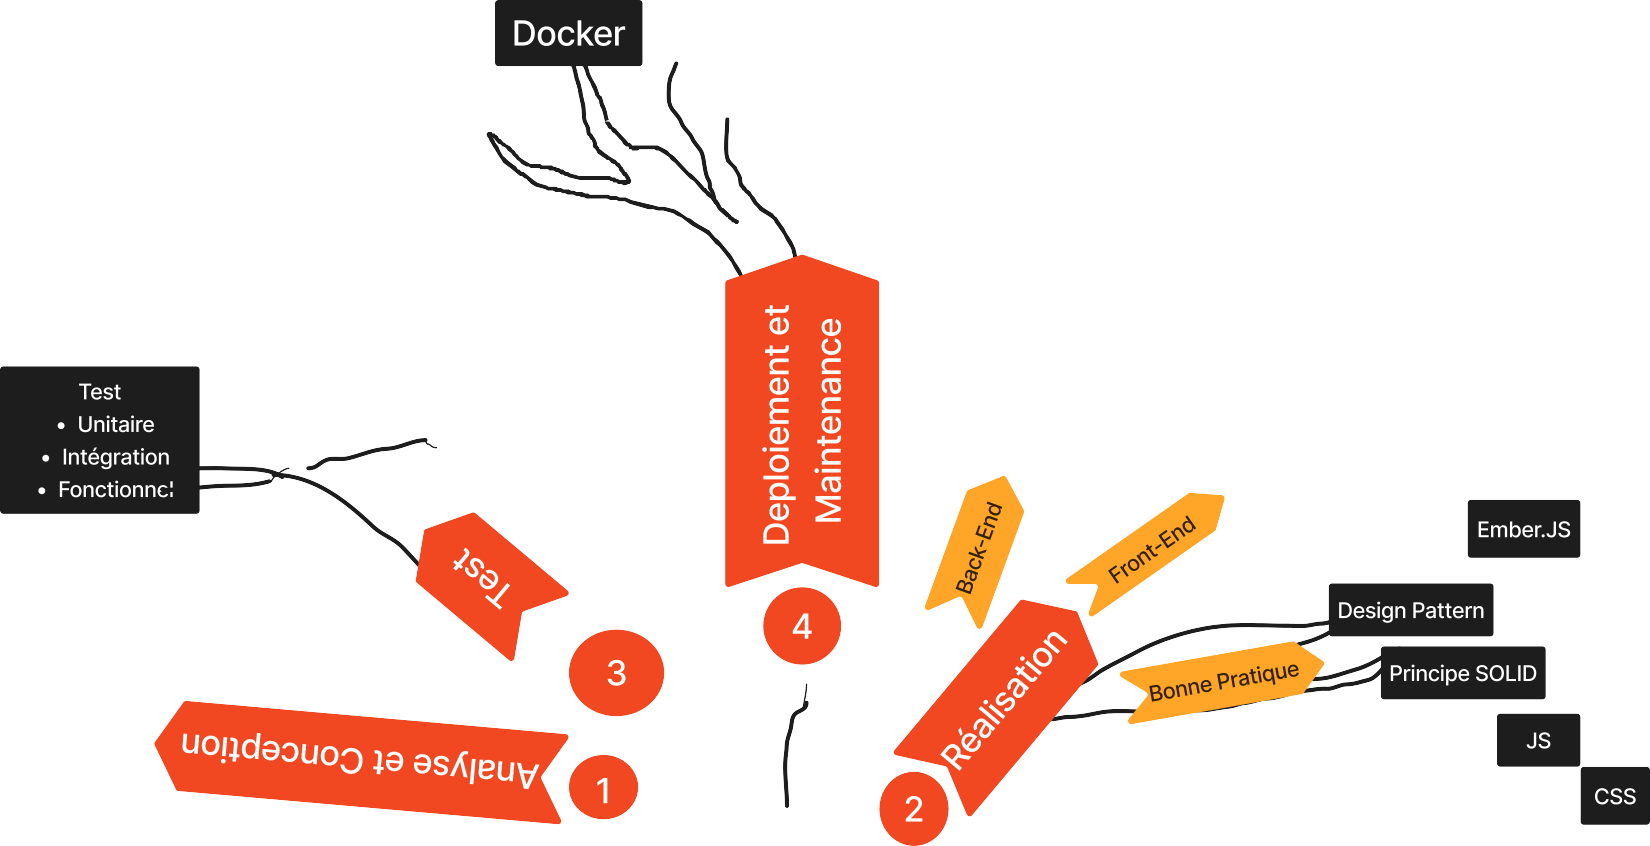 Docker
Deploiement et
Maintenance
Test
• Unitaire
• Intégration
Test
Back-End
Front-End
Ember.JS
Design Pattern
4
Réalisation
Bonne Pratique
Principe SOLID
3
Analyse et Conception
1
JS
2
CSS